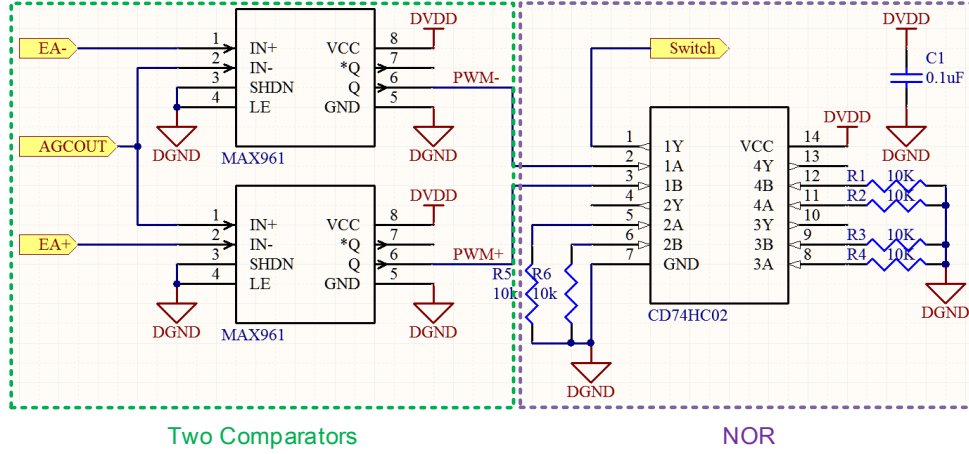 EA-
AGCOUT
EA+
1 IN+ VCC 8 DVDD
2 IN- *Q 7
3 SHDN Q 6 PWM-
4 LE GND 5
DGND DGND
MAX961
1 IN+ VCC 8 DVDD
2 IN- *Q 7
3 SHDN Q 6 PWM+
4 LE GND 5
DGND DGND
MAX961
Switch
DVDD
C1
0.1uF
DGND
DVDD
1 1Y VCC 14
2 1A 4Y 13
3 1B 4B 12 R1 10K
4 2Y 4A 11 R2 10K
5 2A 3Y 10
6 2B 3B 9 R3 10K
7 GND 3A 8 R4 10K
R5 R6
10k 10k
CD74HC02
DGND
DGND
Two Comparators
NOR